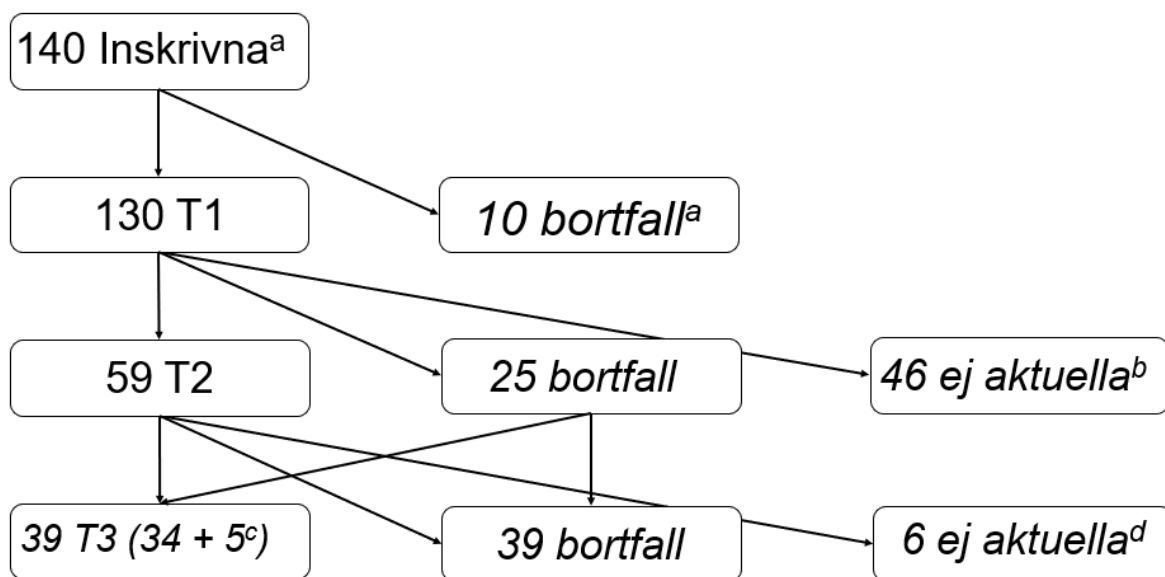 140 Inskrivnaᵃ
130 T1
10 bortfallᵃ
59 T2
25 bortfall
46 ej aktuellaᵇ
39 T3 (34 + 5ᶜ)
39 bortfall
6 ej aktuellaᵈ